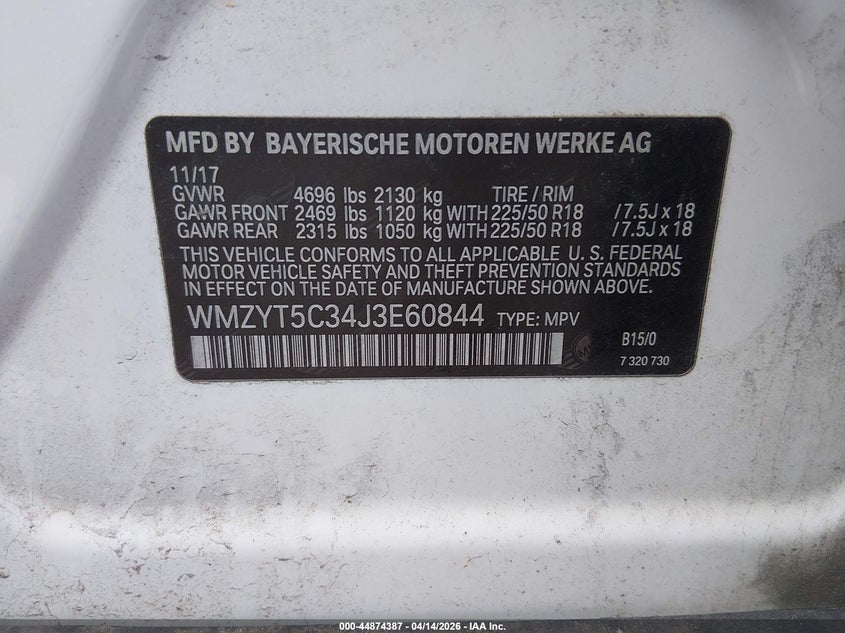 MFD BY BAYERISCHE MOTOREN WERKE AG
11/17
GVWR 4696 lbs 2130 kg TIRE / RIM
GAWR FRONT 2469 lbs 1120 kg WITH 225/50 R18 / 7.5J x 18
GAWR REAR 2315 lbs 1050 kg WITH 225/50 R18 / 7.5J x 18
THIS VEHICLE CONFORMS TO ALL APPLICABLE U. S. FEDERAL
MOTOR VEHICLE SAFETY AND THEFT PREVENTION STANDARDS
IN EFFECT ON THE DATE OF MANUFACTURE SHOWN ABOVE.
WMZYT5C34J3E60844 TYPE: MPV
B15/0
7 320 730
000-44874387 - 04/14/2026 - IAA Inc.